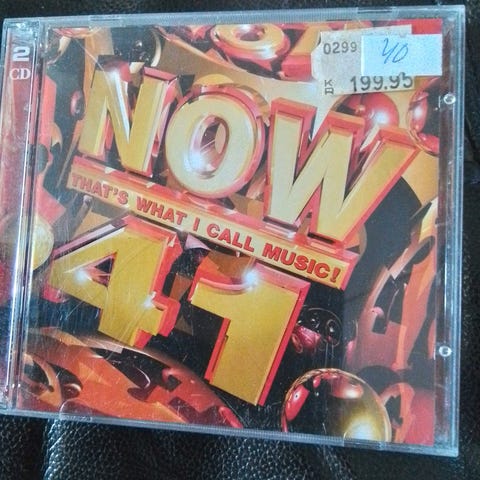 2
CD
0299
40
KR 199.95
NOW
THAT'S WHAT I CALL MUSIC!
41